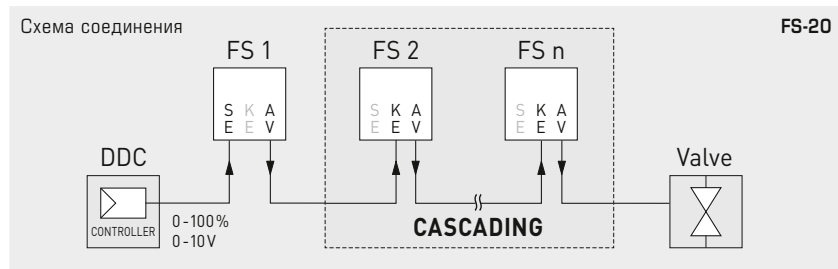 Схема соединения
FS-20
FS 1
FS 2
FS n
S K A
E E V
S K A
E E V
S K A
E E V
DDC
CONTROLLER
0-100%
0-10V
CASCADING
Valve